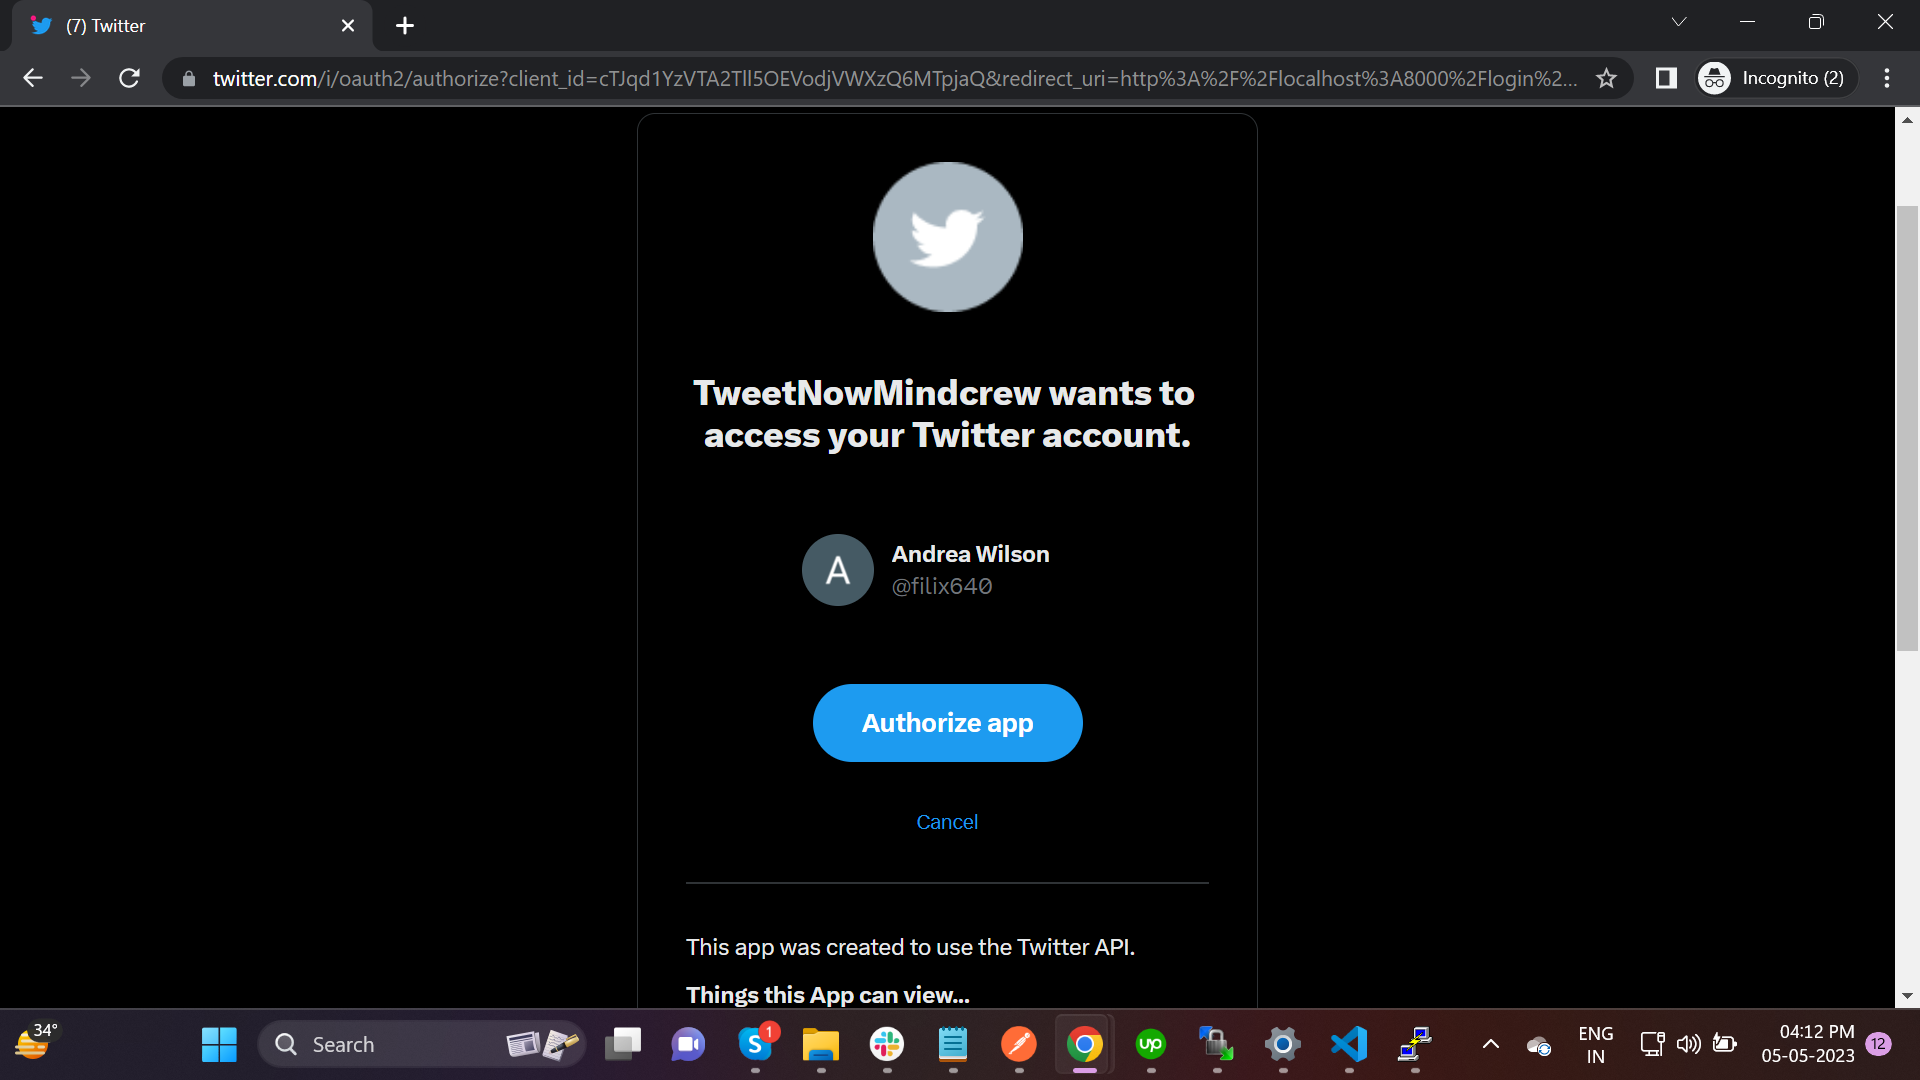 (7) Twitter
twitter.com/i/oauth2/authorize?client_id=cTJqd1YzVTA2Tll5OEVodjVWXzQ6MTpjaQ&redirect_uri=http%3A%2F%2Flocalhost%3A8000%2Flogin%2...
Incognito (2)
TweetNowMindcrew wants to
access your Twitter account.
A
Andrea Wilson
@filix640
Authorize app
Cancel
This app was created to use the Twitter API.
Things this App can view...
34°
Search
1
S
up
ENG
IN
04:12 PM
05-05-2023
12